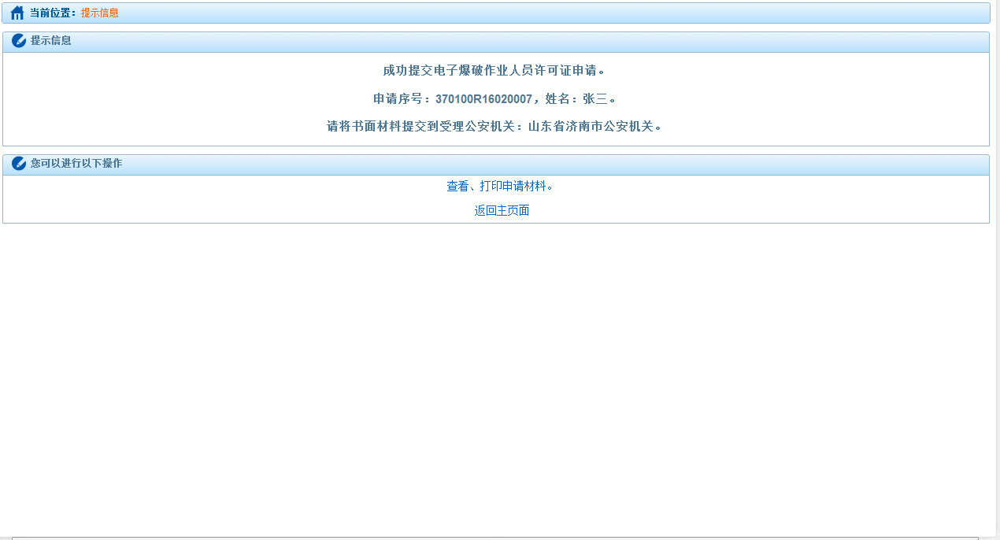 当前位置：提示信息
提示信息
成功提交电子爆破作业人员许可证申请。
申请序号：370100R16020007，姓名：张三。
请将书面材料提交到受理公安机关：山东省济南市公安机关。
您可以进行以下操作
查看、打印申请材料。
返回主页面